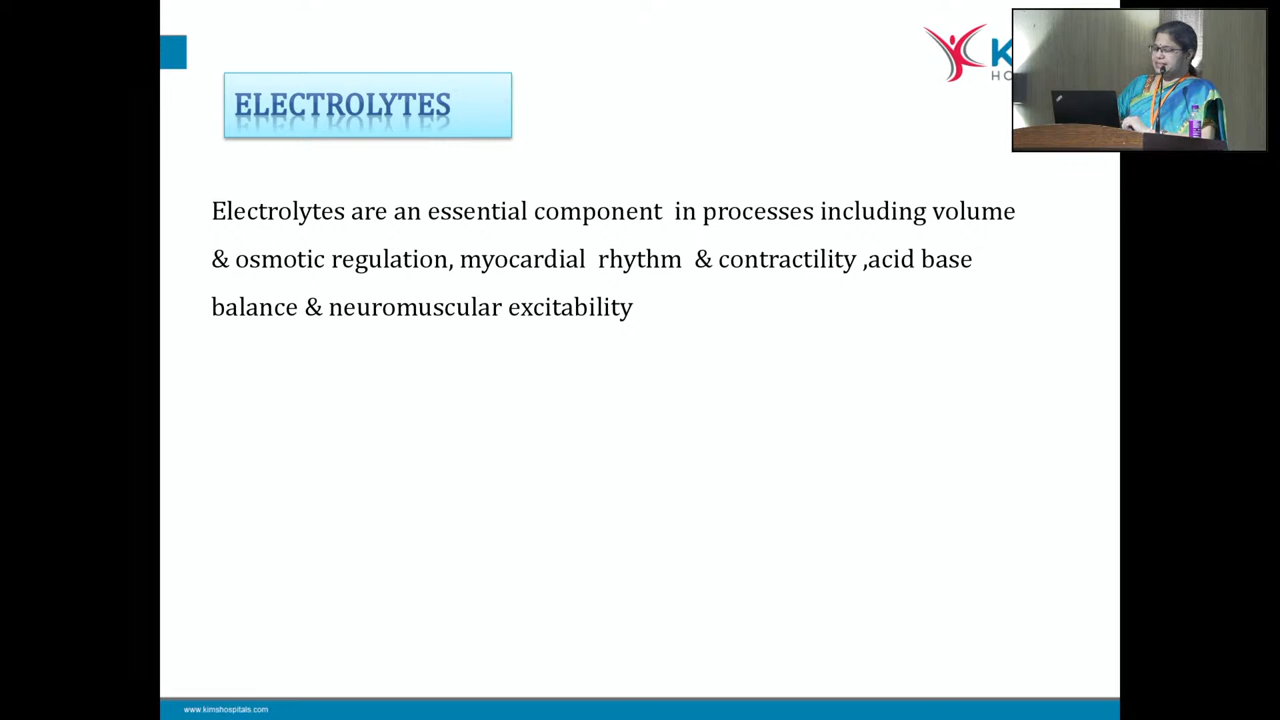 ELECTROLYTES
Electrolytes are an essential component in processes including volume
& osmotic regulation, myocardial rhythm & contractility ,acid base
balance & neuromuscular excitability
www.kimshospitals.com